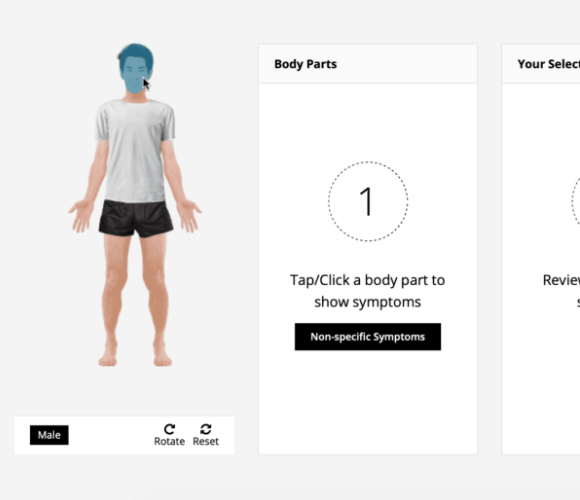 Body Parts
Your Select
1
Tap/Click a body part to
show symptoms
Non-specific Symptoms
Review
s
Male
Rotate
Reset